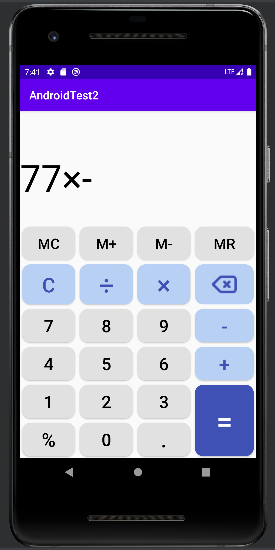 7:41 LTE
AndroidTest2
77×-
MC M+ M- MR
C ÷ ×
7 8 9 -
4 5 6 +
1 2 3
% 0 . =